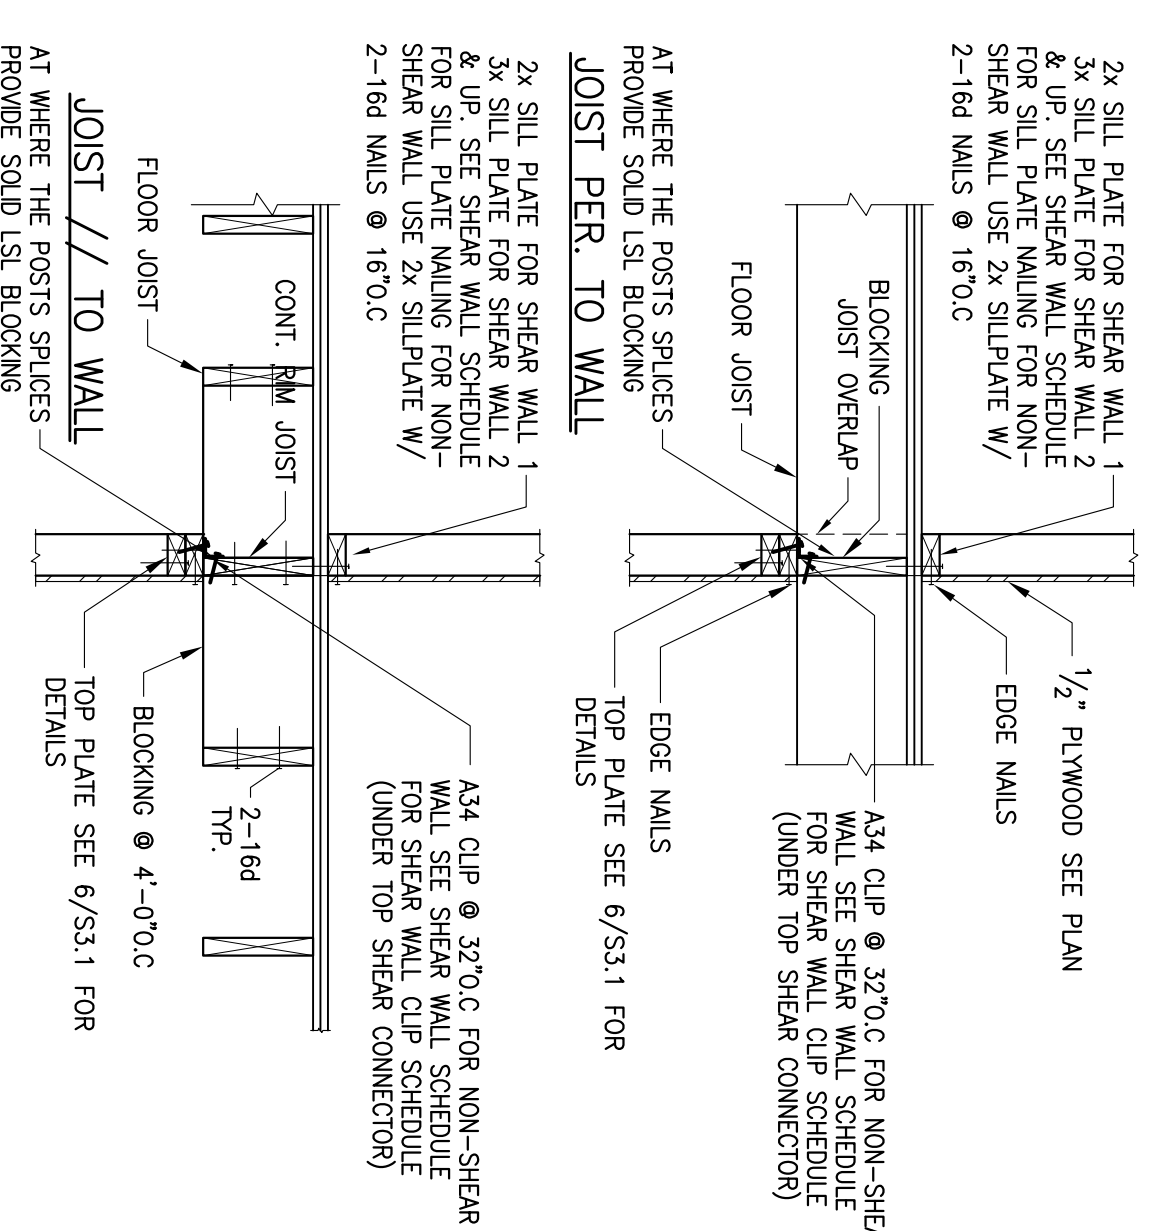 2x SILL PLATE FOR SHEAR WALL 1
3x SILL PLATE FOR SHEAR WALL 2
& UP. SEE SHEAR WALL SCHEDULE
FOR SILL PLATE NAILING FOR NON-
SHEAR WALL USE 2x SILLPLATE W/
2-16d NAILS @ 16"O.C
1/2" PLYWOOD SEE PLAN
EDGE NAILS
BLOCKING
JOIST OVERLAP
FLOOR JOIST
A34 CLIP @ 32"O.C FOR NON-SHEA
WALL SEE SHEAR WALL SCHEDULE
FOR SHEAR WALL CLIP SCHEDULE
(UNDER TOP SHEAR CONNECTOR)
EDGE NAILS
TOP PLATE SEE 6/S3.1 FOR
DETAILS
AT WHERE THE POSTS SPLICES
PROVIDE SOLID LSL BLOCKING
JOIST PER. TO WALL
2x SILL PLATE FOR SHEAR WALL 1
3x SILL PLATE FOR SHEAR WALL 2
& UP. SEE SHEAR WALL SCHEDULE
FOR SILL PLATE NAILING FOR NON-
SHEAR WALL USE 2x SILLPLATE W/
2-16d NAILS @ 16"O.C
A34 CLIP @ 32"O.C FOR NON-SHEAR
WALL SEE SHEAR WALL SCHEDULE
FOR SHEAR WALL CLIP SCHEDULE
(UNDER TOP SHEAR CONNECTOR)
CONT. RIM JOIST
FLOOR JOIST
2-16d
TYP.
BLOCKING @ 4'-0"O.C
TOP PLATE SEE 6/S3.1 FOR
DETAILS
JOIST // TO WALL
AT WHERE THE POSTS SPLICES
PROVIDE SOLID LSL BLOCKING